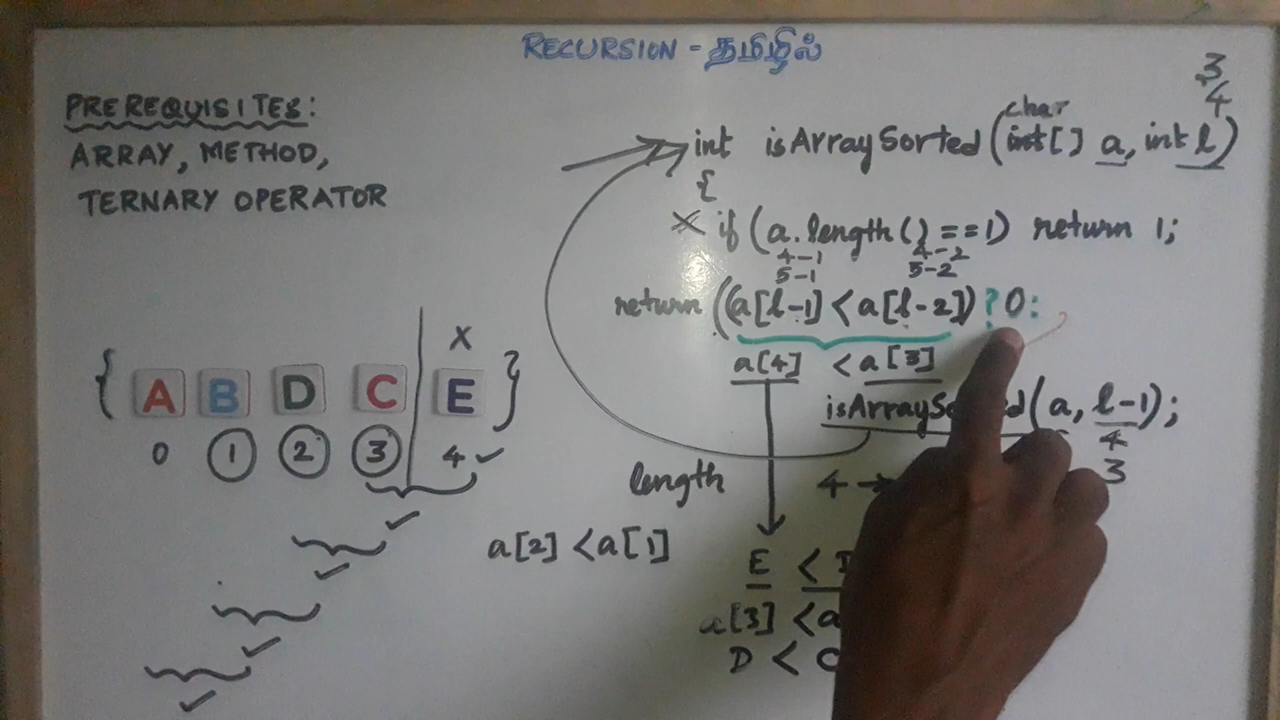 RECURSION - தமிழில்
3
4
PREREQUISITES:
ARRAY, METHOD,
TERNARY OPERATOR
char
int isArraySorted (int[] a, int l)
{
X if (a.length() == 1) return 1;
4-1 4-2
5-1 5-2
return ((a[l-1] < a[l-2]) ? 0 :
a[4] < a[3]
isArraySorted(a, l-1);
4
3
X
{ A B D C E }
0 1 2 3 4
length
4 →
a[2] < a[1]
E <
a[3] < a
D <